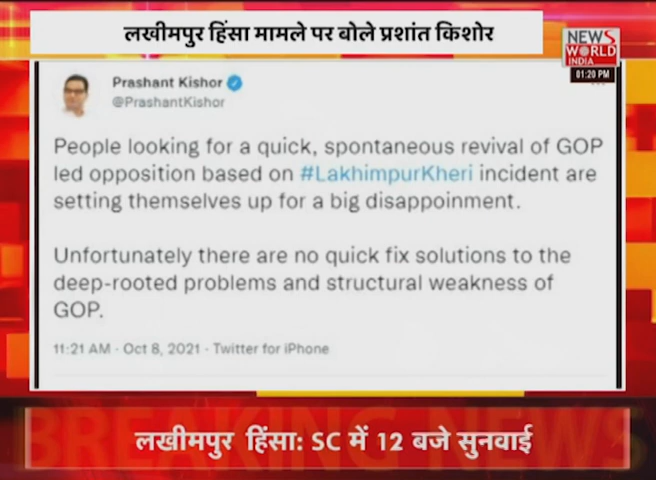 लखीमपुर हिंसा मामले पर बोले प्रशांत किशोर
NEWS
WORLD
INDIA
01:20 PM
Prashant Kishor
@PrashantKishor
People looking for a quick, spontaneous revival of GOP
led opposition based on #LakhimpurKheri incident are
setting themselves up for a big disappoinment.
Unfortunately there are no quick fix solutions to the
deep-rooted problems and structural weakness of
GOP.
11:21 AM · Oct 8, 2021 · Twitter for iPhone
BREAKING NEWS
लखीमपुर हिंसा: SC में 12 बजे सुनवाई